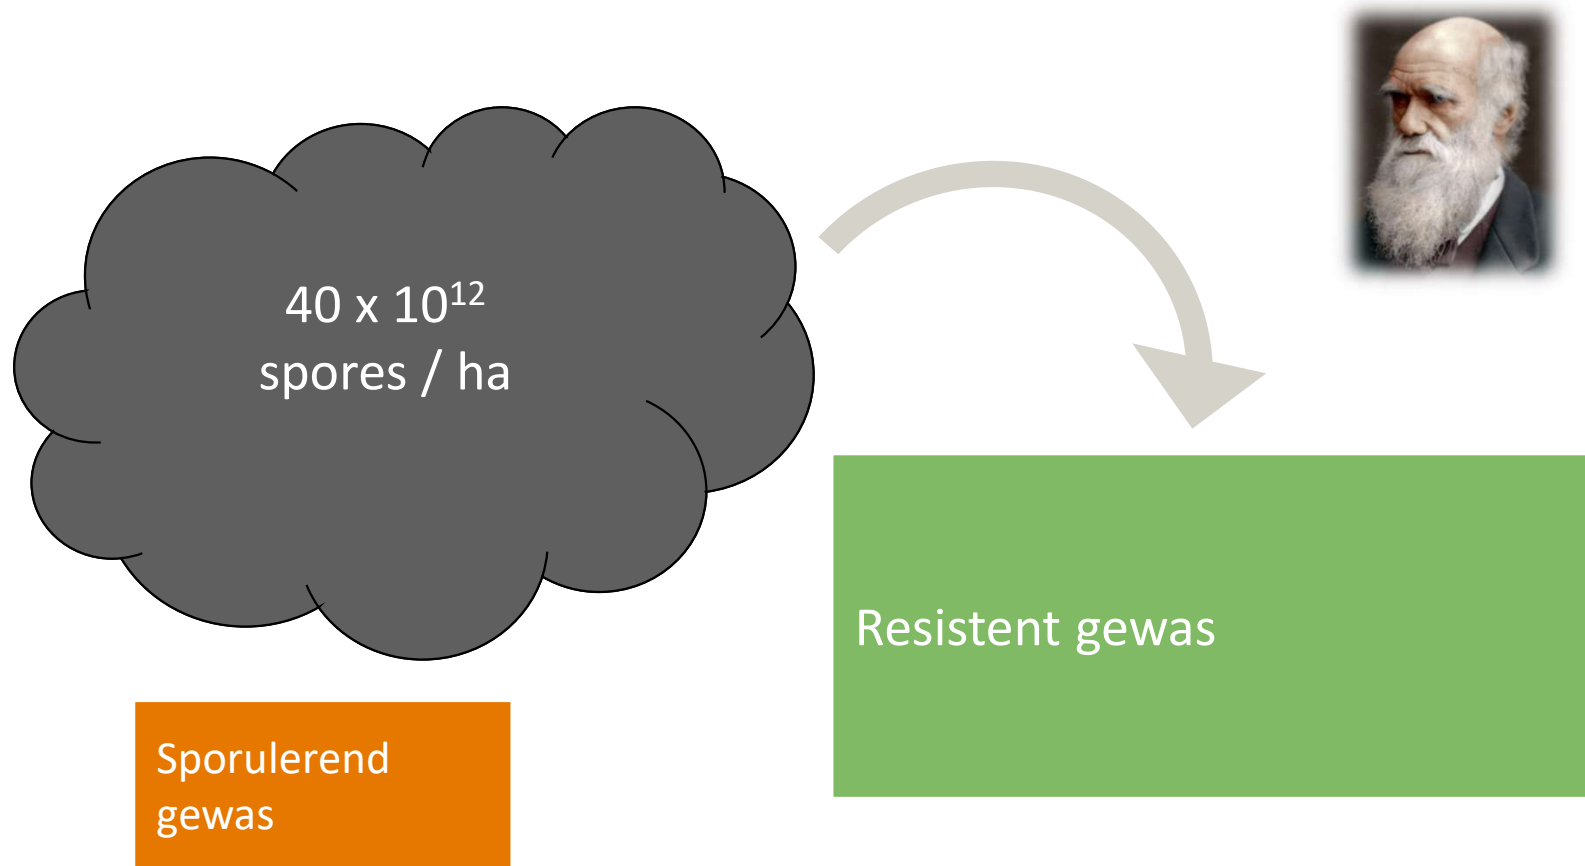 40 x 10¹²
spores / ha
Resistent gewas
Sporulerend
gewas